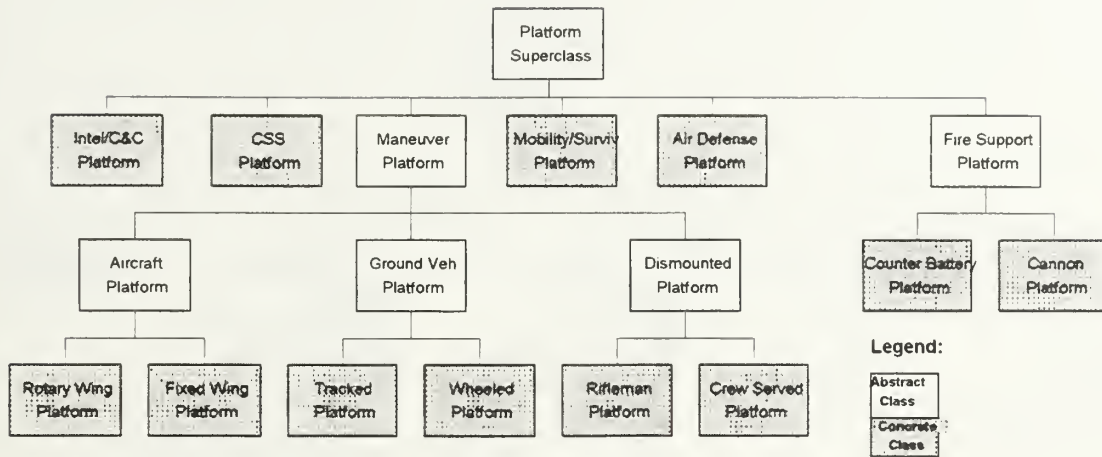 Platform
Superclass
Intel/C&C
Platform
CSS
Platform
Maneuver
Platform
Mobility/Surviv
Platform
Air Defense
Platform
Fire Support
Platform
Aircraft
Platform
Ground Veh
Platform
Dismounted
Platform
Counter Battery
Platform
Cannon
Platform
Rotary Wing
Platform
Fixed Wing
Platform
Tracked
Platform
Wheeled
Platform
Rifleman
Platform
Crew Served
Platform
Legend:
Abstract
Class
Concrete
Class